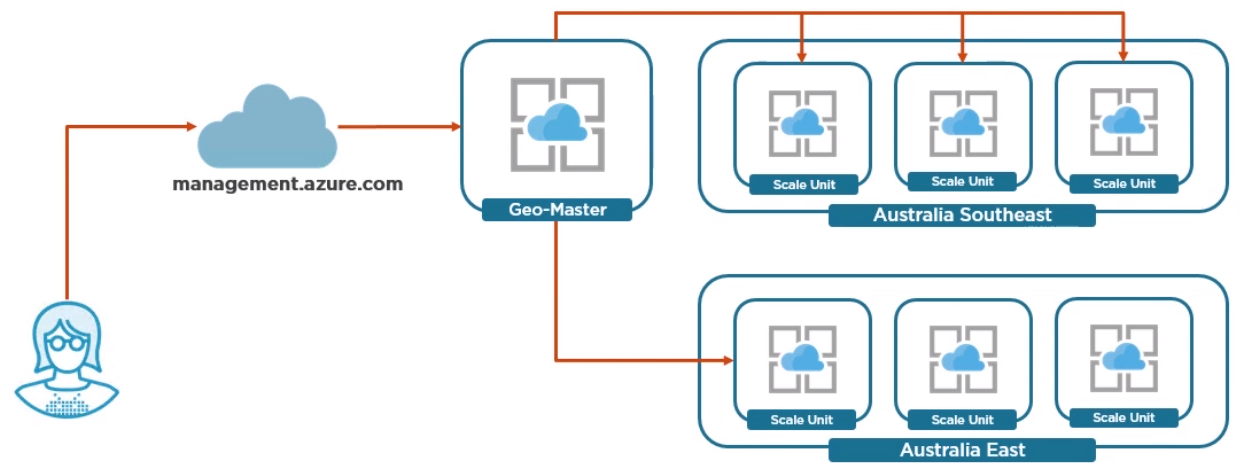 management.azure.com
Geo-Master
Scale Unit
Scale Unit
Scale Unit
Australia Southeast
Scale Unit
Scale Unit
Scale Unit
Australia East